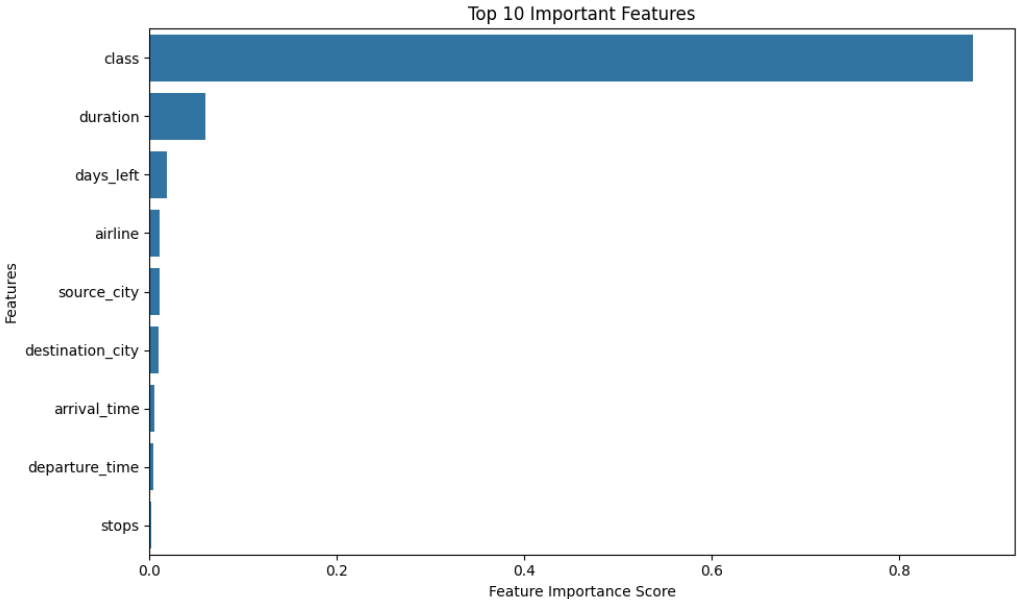 Top 10 Important Features
Features
class
duration
days_left
airline
source_city
destination_city
arrival_time
departure_time
stops
0.0 0.2 0.4 0.6 0.8
Feature Importance Score